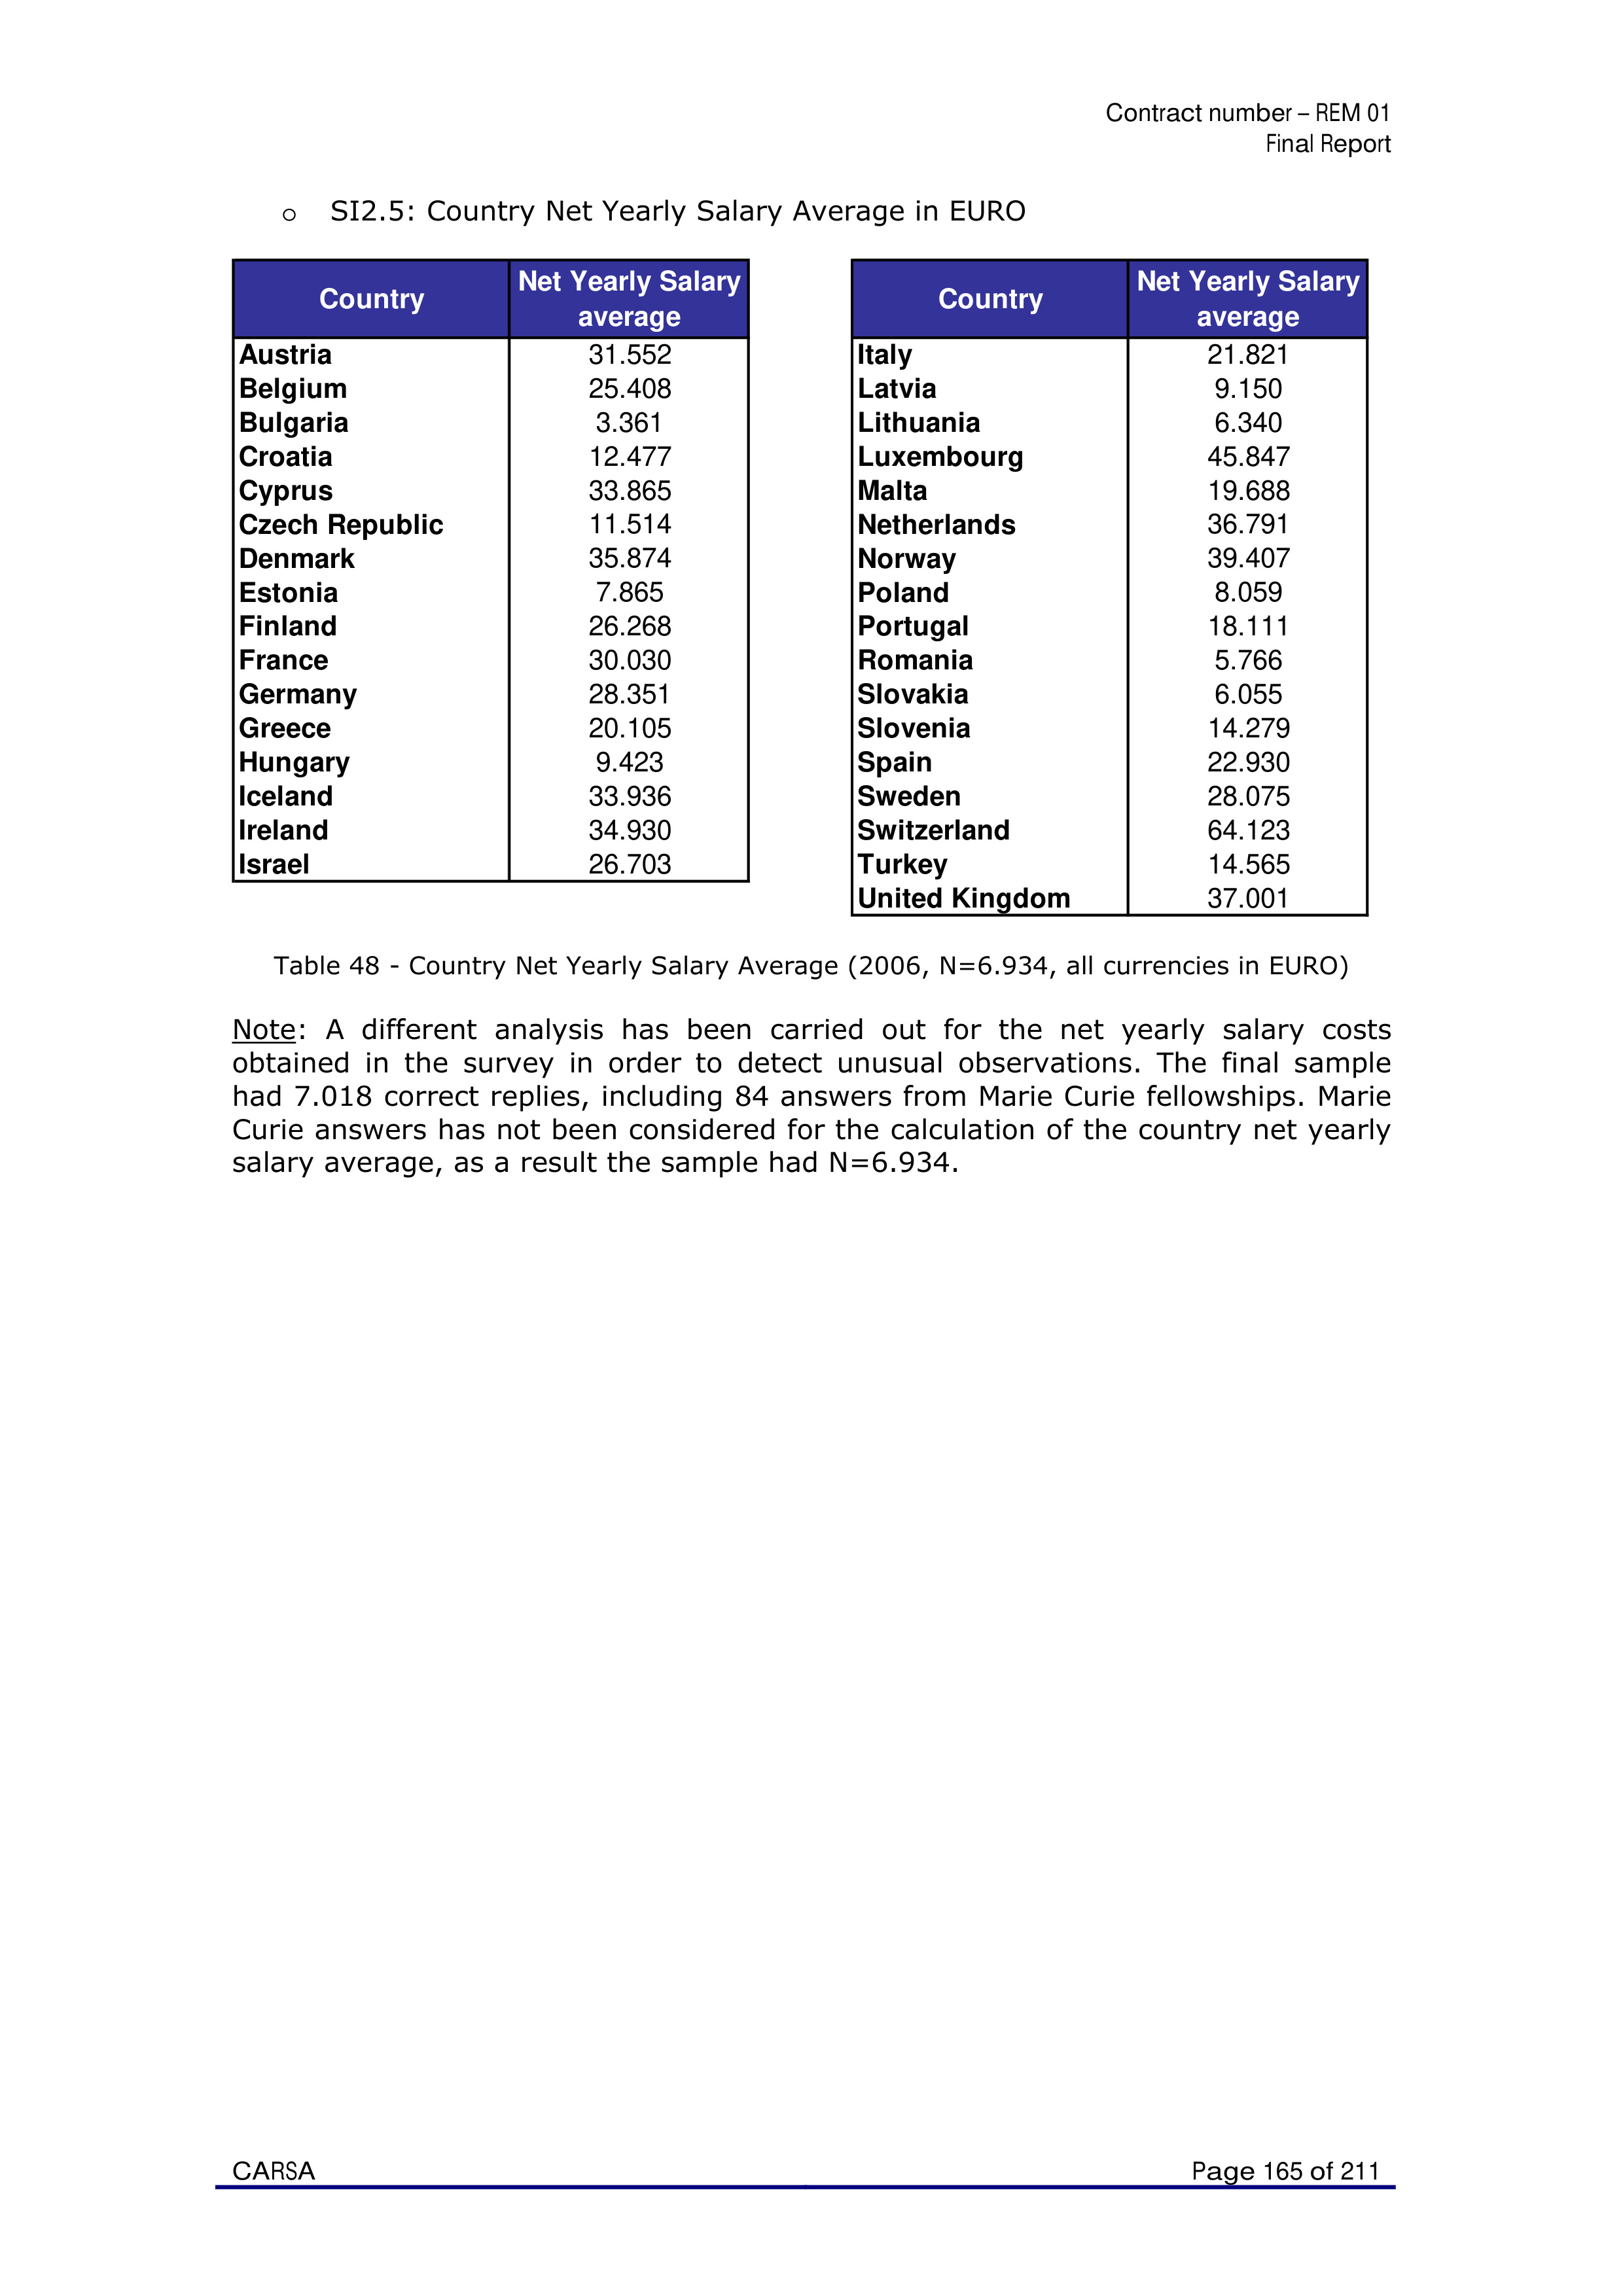 Contract number – REM 01
Final Report
o SI2.5: Country Net Yearly Salary Average in EURO
Country Net Yearly Salary average
Austria 31.552
Belgium 25.408
Bulgaria 3.361
Croatia 12.477
Cyprus 33.865
Czech Republic 11.514
Denmark 35.874
Estonia 7.865
Finland 26.268
France 30.030
Germany 28.351
Greece 20.105
Hungary 9.423
Iceland 33.936
Ireland 34.930
Israel 26.703
Country Net Yearly Salary average
Italy 21.821
Latvia 9.150
Lithuania 6.340
Luxembourg 45.847
Malta 19.688
Netherlands 36.791
Norway 39.407
Poland 8.059
Portugal 18.111
Romania 5.766
Slovakia 6.055
Slovenia 14.279
Spain 22.930
Sweden 28.075
Switzerland 64.123
Turkey 14.565
United Kingdom 37.001
Table 48 - Country Net Yearly Salary Average (2006, N=6.934, all currencies in EURO)
Note: A different analysis has been carried out for the net yearly salary costs
obtained in the survey in order to detect unusual observations. The final sample
had 7.018 correct replies, including 84 answers from Marie Curie fellowships. Marie
Curie answers has not been considered for the calculation of the country net yearly
salary average, as a result the sample had N=6.934.
CARSA Page 165 of 211